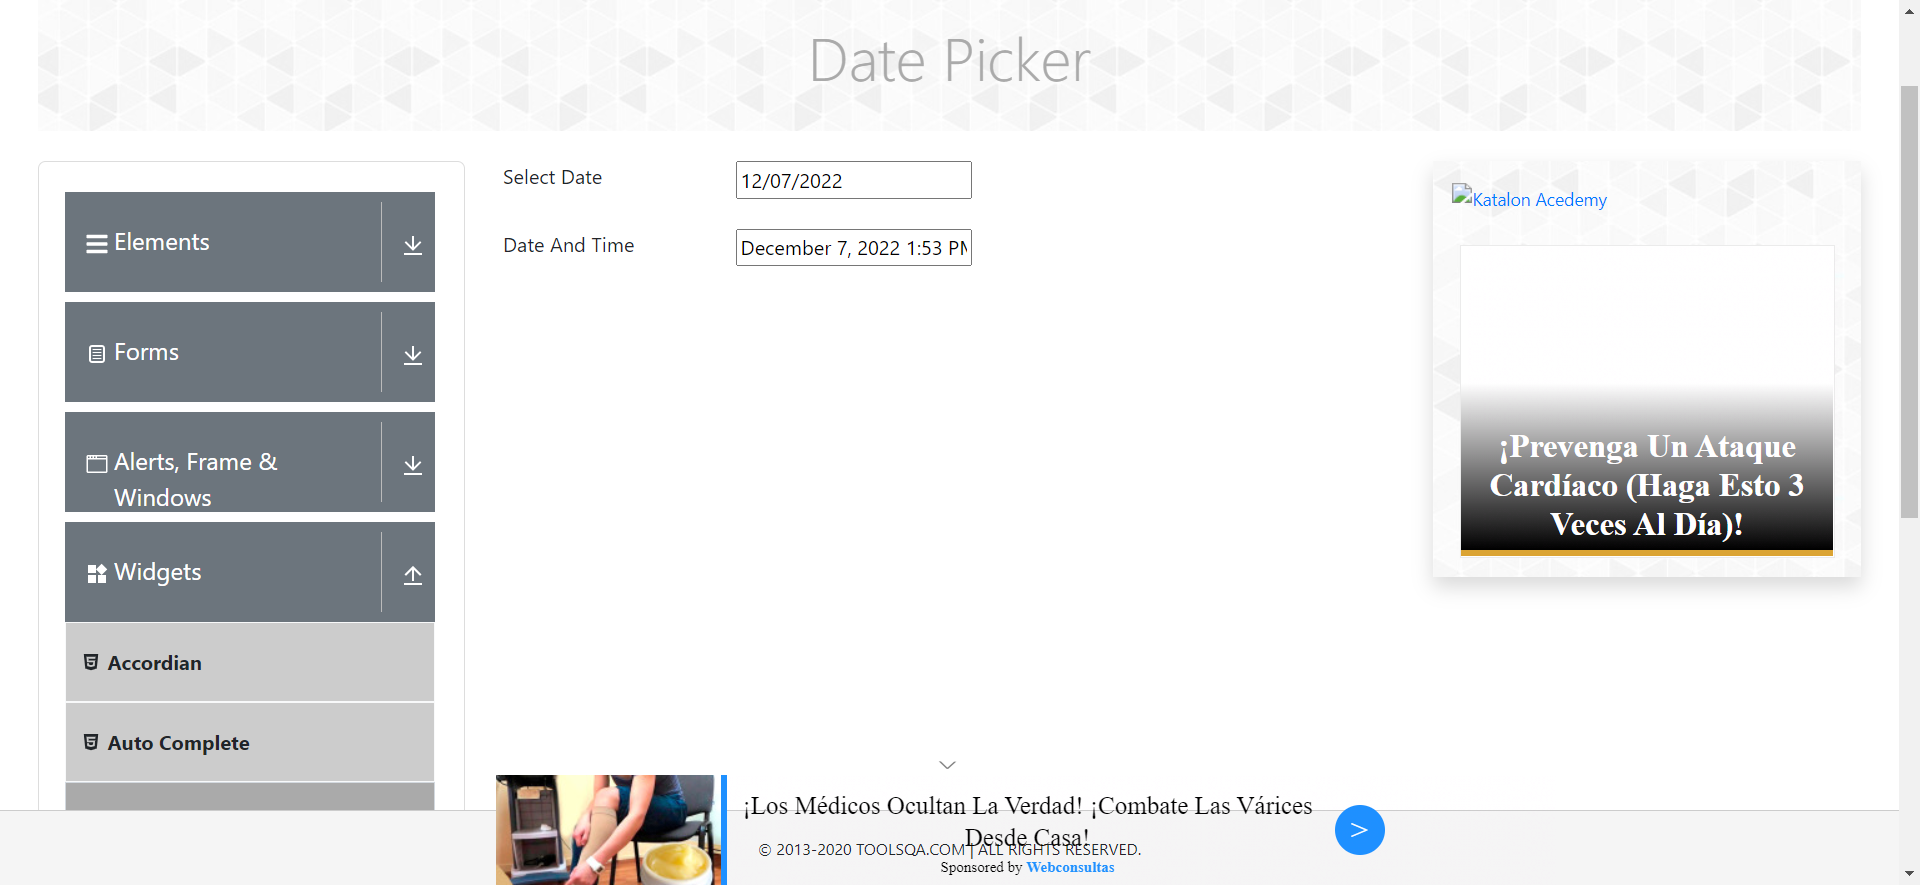 Date Picker
Elements
Forms
Alerts, Frame &
Windows
Widgets
Accordian
Auto Complete
Select Date
12/07/2022
Date And Time
December 7, 2022 1:53 PM
Katalon Acedemy
¡Prevenga Un Ataque
Cardíaco (Haga Esto 3
Veces Al Día)!
¡Los Médicos Ocultan La Verdad! ¡Combate Las Várices
Desde Casa!
>
© 2013-2020 TOOLSQA.COM | ALL RIGHTS RESERVED.
Sponsored by Webconsultas